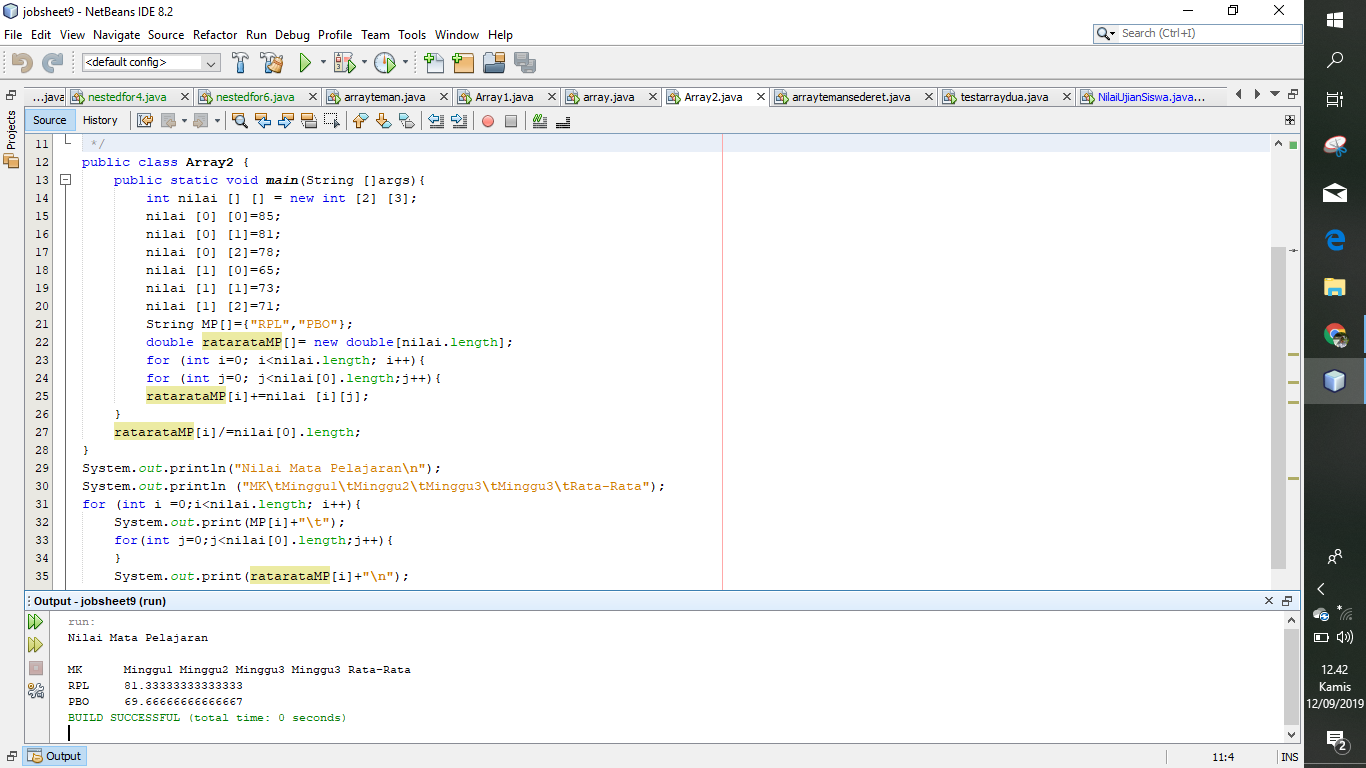 jobsheet9 - NetBeans IDE 8.2
File Edit View Navigate Source Refactor Run Debug Profile Team Tools Window Help
Search (Ctrl+I)
<default config>
...java nestedfor4.java nestedfor6.java arrayteman.java Array1.java array.java Array2.java arraytemansederet.java testarraydua.java NilaiUjianSiswa.java...
Projects
Source History
11 */
12 public class Array2 {
13 public static void main(String []args){
14 int nilai [] [] = new int [2] [3];
15 nilai [0] [0]=85;
16 nilai [0] [1]=81;
17 nilai [0] [2]=78;
18 nilai [1] [0]=65;
19 nilai [1] [1]=73;
20 nilai [1] [2]=71;
21 String MP[]={"RPL","PBO"};
22 double ratarataMP[]= new double[nilai.length];
23 for (int i=0; i<nilai.length; i++){
24 for (int j=0; j<nilai[0].length;j++){
25 ratarataMP[i]+=nilai [i][j];
26 }
27 ratarataMP[i]/=nilai[0].length;
28 }
29 System.out.println("Nilai Mata Pelajaran\n");
30 System.out.println ("MK\tMinggu1\tMinggu2\tMinggu3\tMinggu3\tRata-Rata");
31 for (int i =0;i<nilai.length; i++){
32 System.out.print(MP[i]+"\t");
33 for(int j=0;j<nilai[0].length;j++){
34 }
35 System.out.print(ratarataMP[i]+"\n");
Output - jobsheet9 (run)
run:
Nilai Mata Pelajaran
MK Minggu1 Minggu2 Minggu3 Minggu3 Rata-Rata
RPL 81.33333333333333
PBO 69.66666666666667
BUILD SUCCESSFUL (total time: 0 seconds)
Output
11:4 INS
12.42
Kamis
12/09/2019
2